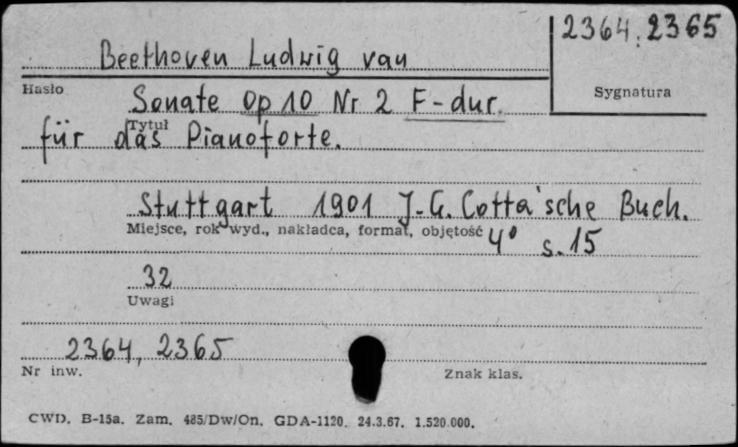 2364, 2365
Beethoven Ludwig van
Hasło
Sygnatura
Sonate Op 10 Nr 2 F-dur
Tytuł
für das Pianoforte.
Stuttgart 1901 J.G. Cotta'sche Buch.
Miejsce, rok wyd., nakładca, format, objętość
4° s. 15
32
Uwagi
2364, 2365
Nr inw.
Znak klas.
CWD. B-15a. Zam. 485/Dw/On. GDA-1120. 24.3.67. 1.520.000.